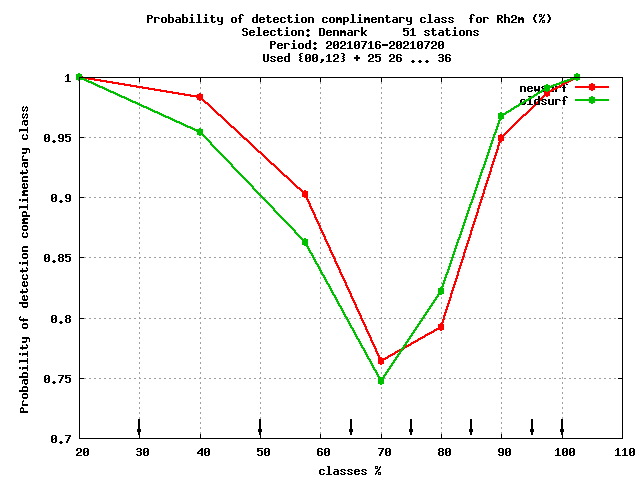 Probability of detection complimentary class  for Rh2m (%)
Selection: Denmark     51 stations
Period: 20210716-20210720
Used {00,12} + 25 26 ... 36
newsurf
oldsurf
Probability of detection complimentary class
1
0.95
0.9
0.85
0.8
0.75
0.7
20 30 40 50 60 70 80 90 100 110
classes %